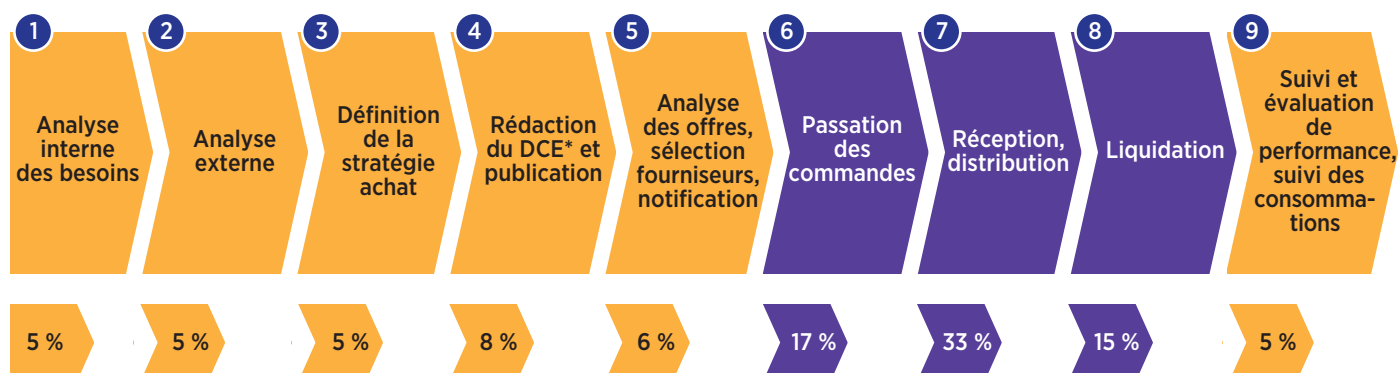 1
Analyse
interne
des besoins
2
Analyse
externe
3
Définition
de la
stratégie
achat
4
Rédaction
du DCE* et
publication
5
Analyse
des offres,
sélection
fourniseurs,
notification
6
Passation
des
commandes
7
Réception,
distribution
8
Liquidation
9
Suivi et
évaluation
de
performance,
suivi des
consomma-
tions
5 %
5 %
5 %
8 %
6 %
17 %
33 %
15 %
5 %